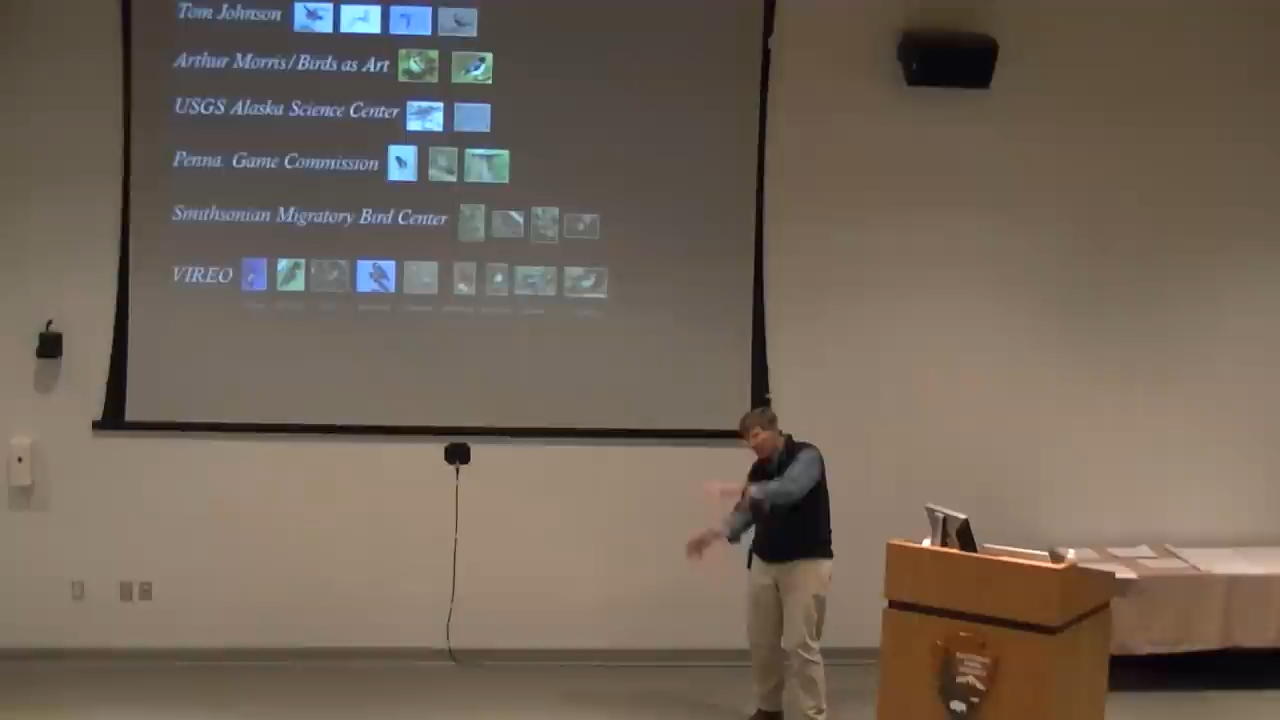 Tom Johnson
Arthur Morris/Birds as Art
USGS Alaska Science Center
Penna. Game Commission
Smithsonian Migratory Bird Center
VIREO